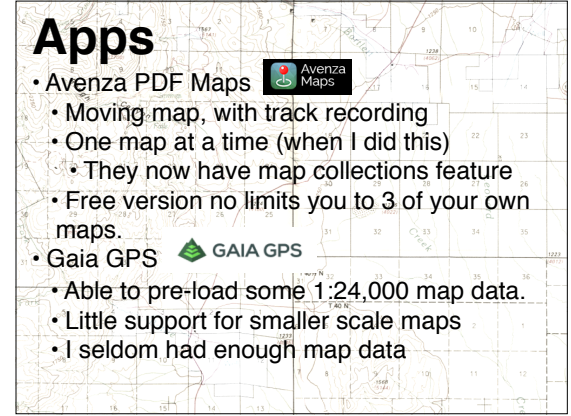 Apps
• Avenza PDF Maps
Avenza
Maps
• Moving map, with track recording
• One map at a time (when I did this)
• They now have map collections feature
• Free version no limits you to 3 of your own
maps.
• Gaia GPS
GAIA GPS
• Able to pre-load some 1:24,000 map data.
• Little support for smaller scale maps
• I seldom had enough map data